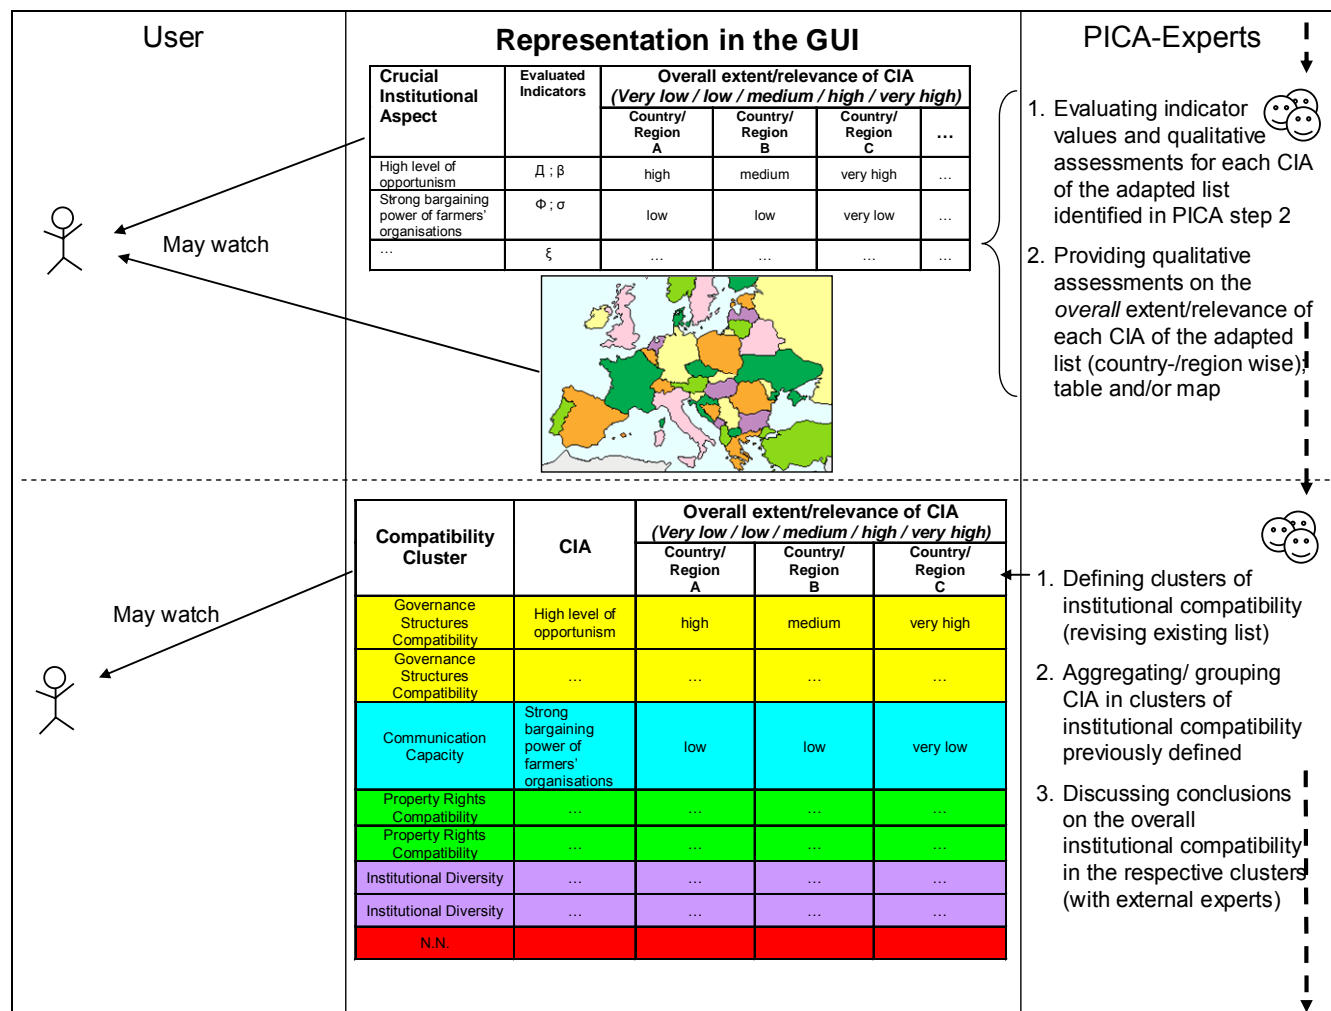 User
Representation in the GUI
PICA-Experts
Crucial
Institutional
Aspect
Evaluated
Indicators
Overall extent/relevance of CIA
(Very low / low / medium / high / very high)
Country/
Region
A
Country/
Region
B
Country/
Region
C
…
High level of
opportunism
Д ; β
high
medium
very high
…
Strong bargaining
power of farmers'
organisations
Φ ; σ
low
low
very low
…
…
ξ
…
…
…
…
May watch
1. Evaluating indicator
values and qualitative
assessments for each CIA
of the adapted list
identified in PICA step 2
2. Providing qualitative
assessments on the
overall extent/relevance of
each CIA of the adapted
list (country-/region wise);
table and/or map
Compatibility
Cluster
CIA
Overall extent/relevance of CIA
(Very low / low / medium / high / very high)
Country/
Region
A
Country/
Region
B
Country/
Region
C
Governance
Structures
Compatibility
High level of
opportunism
high
medium
very high
Governance
Structures
Compatibility
…
…
…
…
Communication
Capacity
Strong
bargaining
power of
farmers'
organisations
low
low
very low
Property Rights
Compatibility
…
…
…
…
Property Rights
Compatibility
…
…
…
…
Institutional Diversity
…
…
…
…
Institutional Diversity
…
…
…
…
N.N.
May watch
1. Defining clusters of
institutional compatibility
(revising existing list)
2. Aggregating/ grouping
CIA in clusters of
institutional compatibility
previously defined
3. Discussing conclusions
on the overall
institutional compatibility
in the respective clusters
(with external experts)